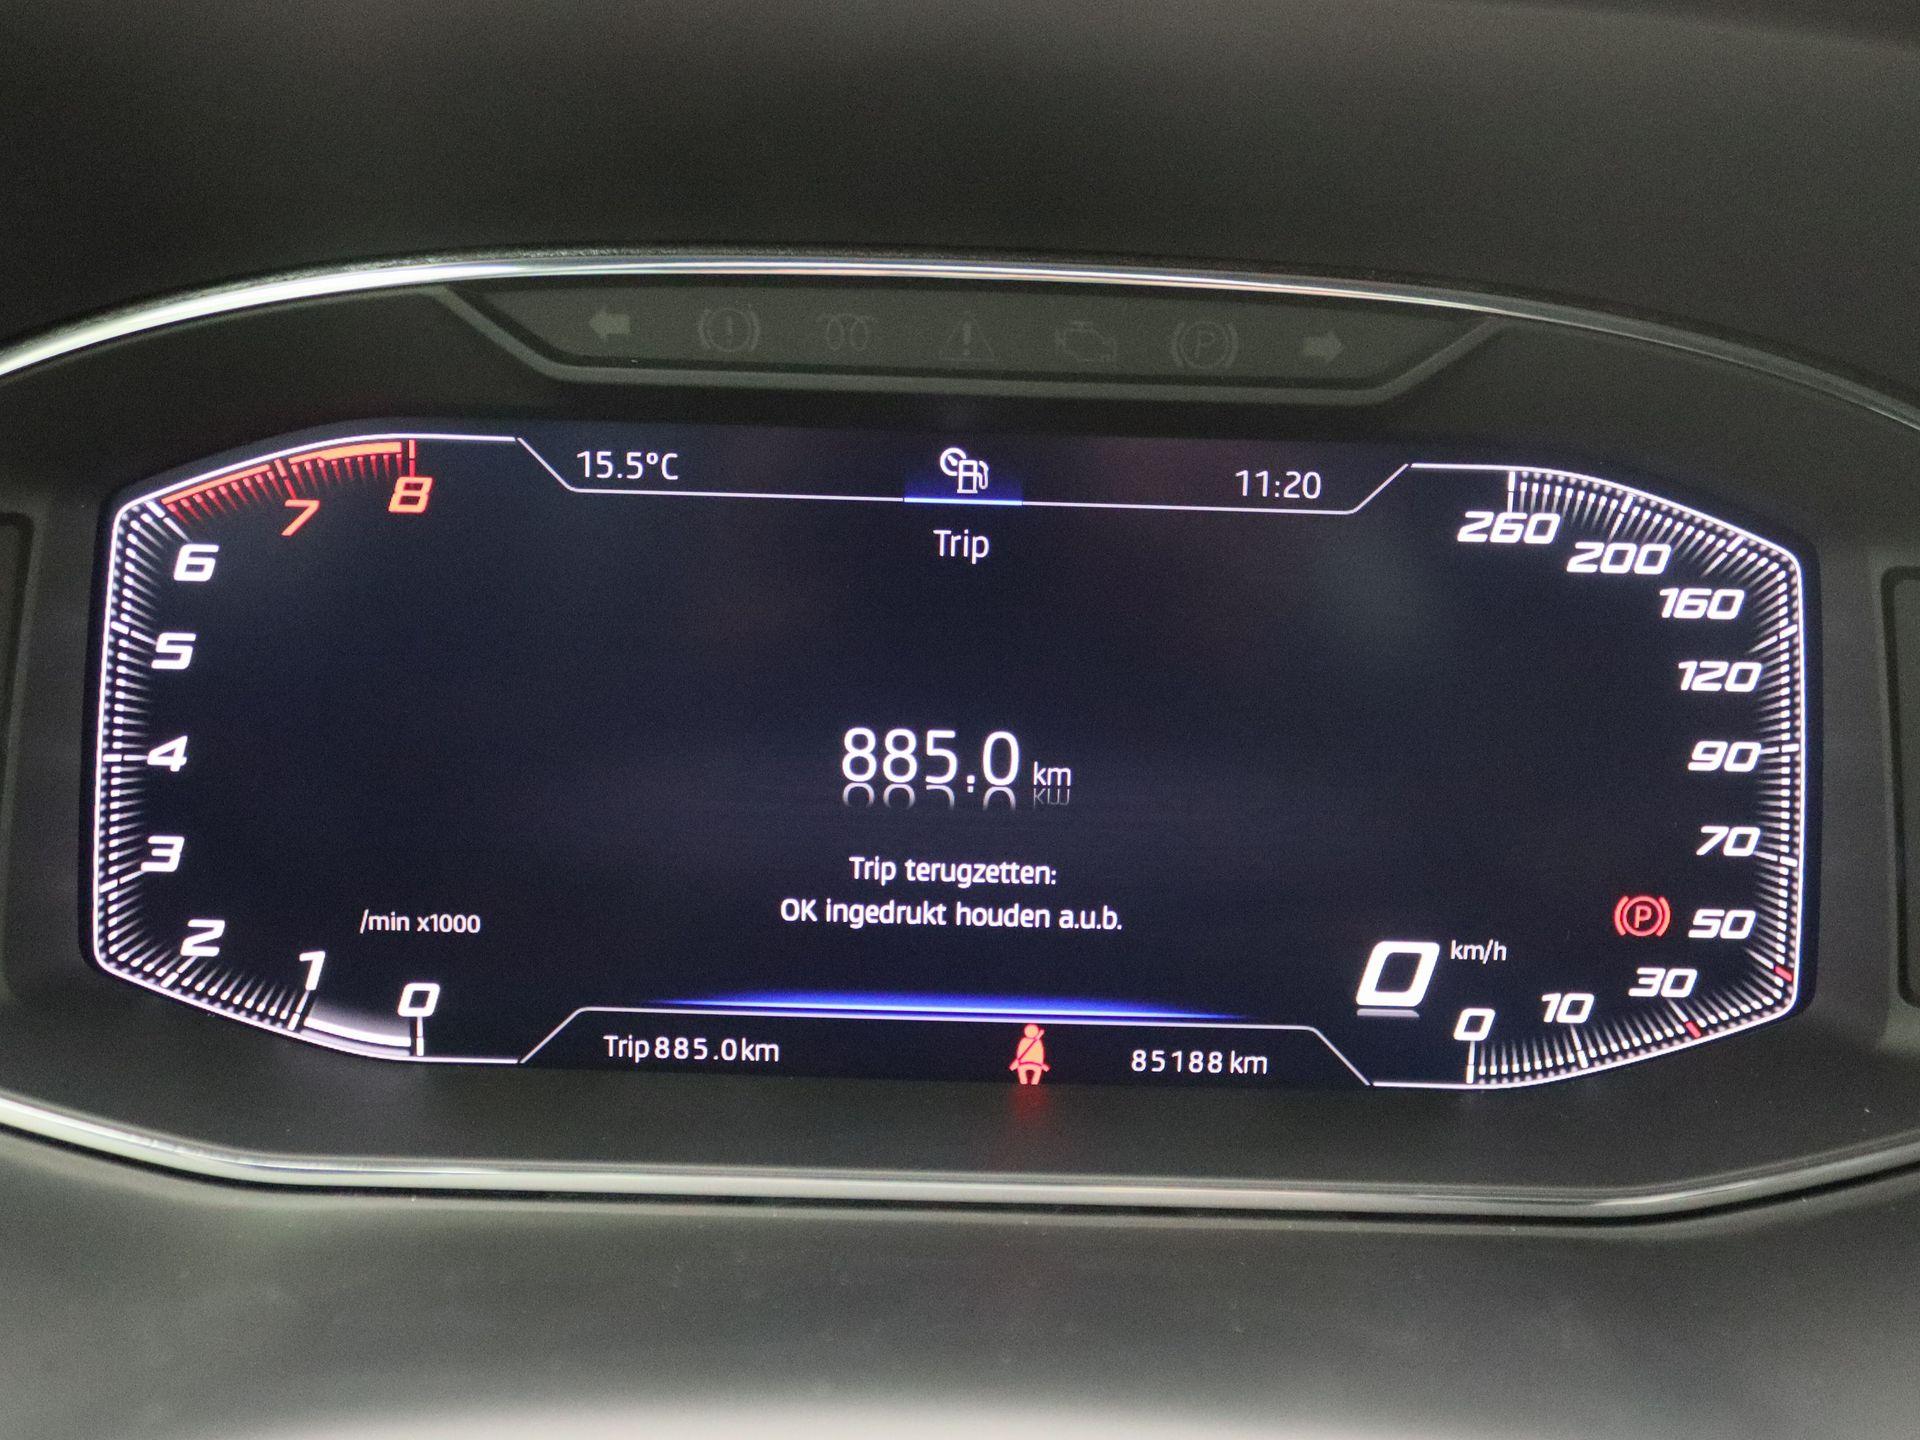 15.5°C
11:20
Trip
8
7
6
5
4
3
2
1
0
/min x1000
885.0 km
Trip terugzetten:
OK ingedrukt houden a.u.b.
260
200
160
120
90
70
50
30
10
0
P
P
0 km/h
Trip 885.0 km
85188 km